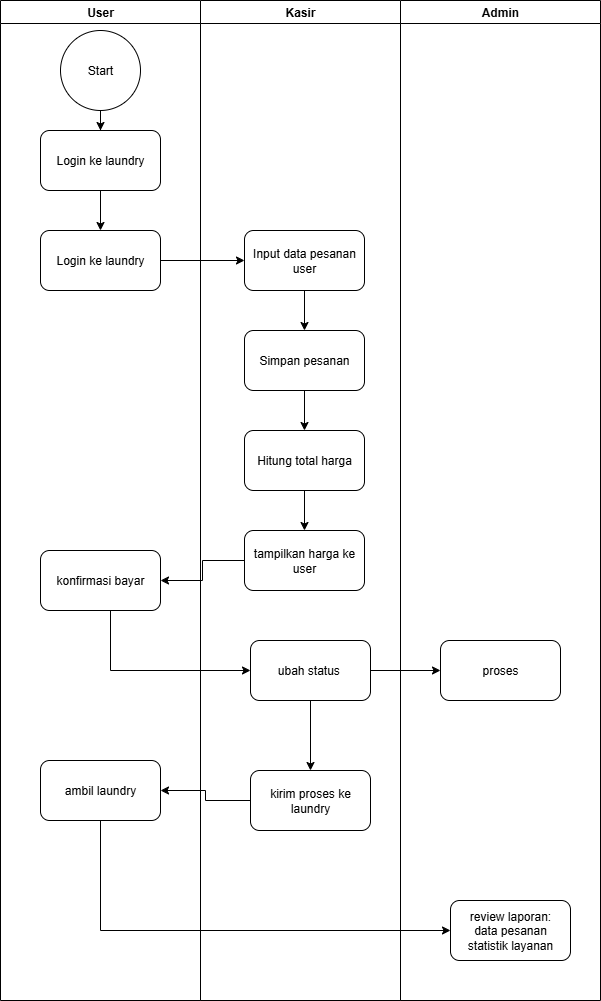 User
Kasir
Admin
Start
Login ke laundry
Login ke laundry
Input data pesanan
user
Simpan pesanan
Hitung total harga
tampilkan harga ke
user
konfirmasi bayar
ubah status
proses
ambil laundry
kirim proses ke
laundry
review laporan:
data pesanan
statistik layanan